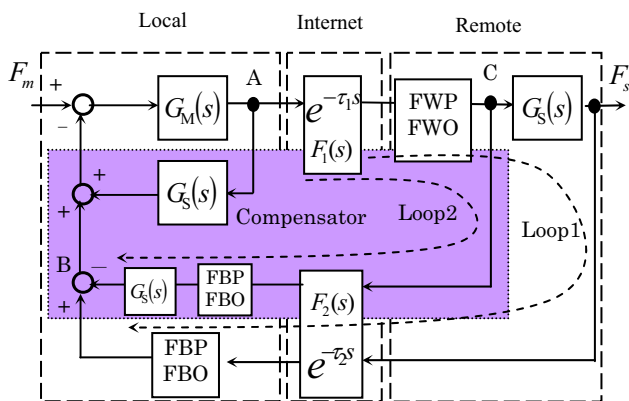 Local
Internet
Remote
F_m
+
−
G_M(s)
A
e^{-τ_1 s}
F_1(s)
FWP
FWO
C
G_S(s)
F_s
+
+
G_S(s)
Compensator
Loop2
Loop1
B
−
+
G_S(s)
FBP
FBO
F_2(s)
e^{-τ_2 s}
FBP
FBO